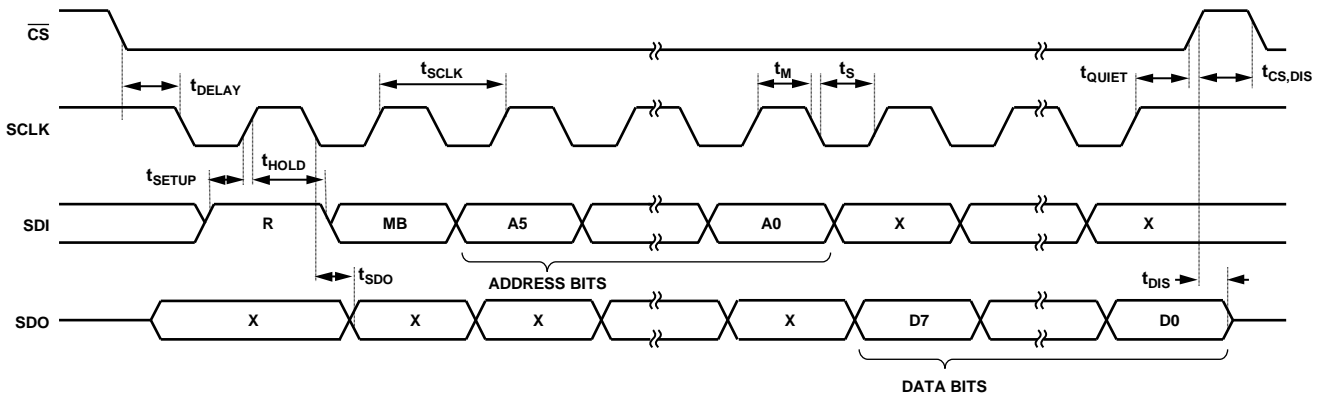 CS
tDELAY
tSCLK
tM
tS
tQUIET
tCS,DIS
SCLK
tSETUP
tHOLD
SDI
R
MB
A5
A0
X
X
tSDO
ADDRESS BITS
tDIS
SDO
X
X
X
X
D7
D0
DATA BITS